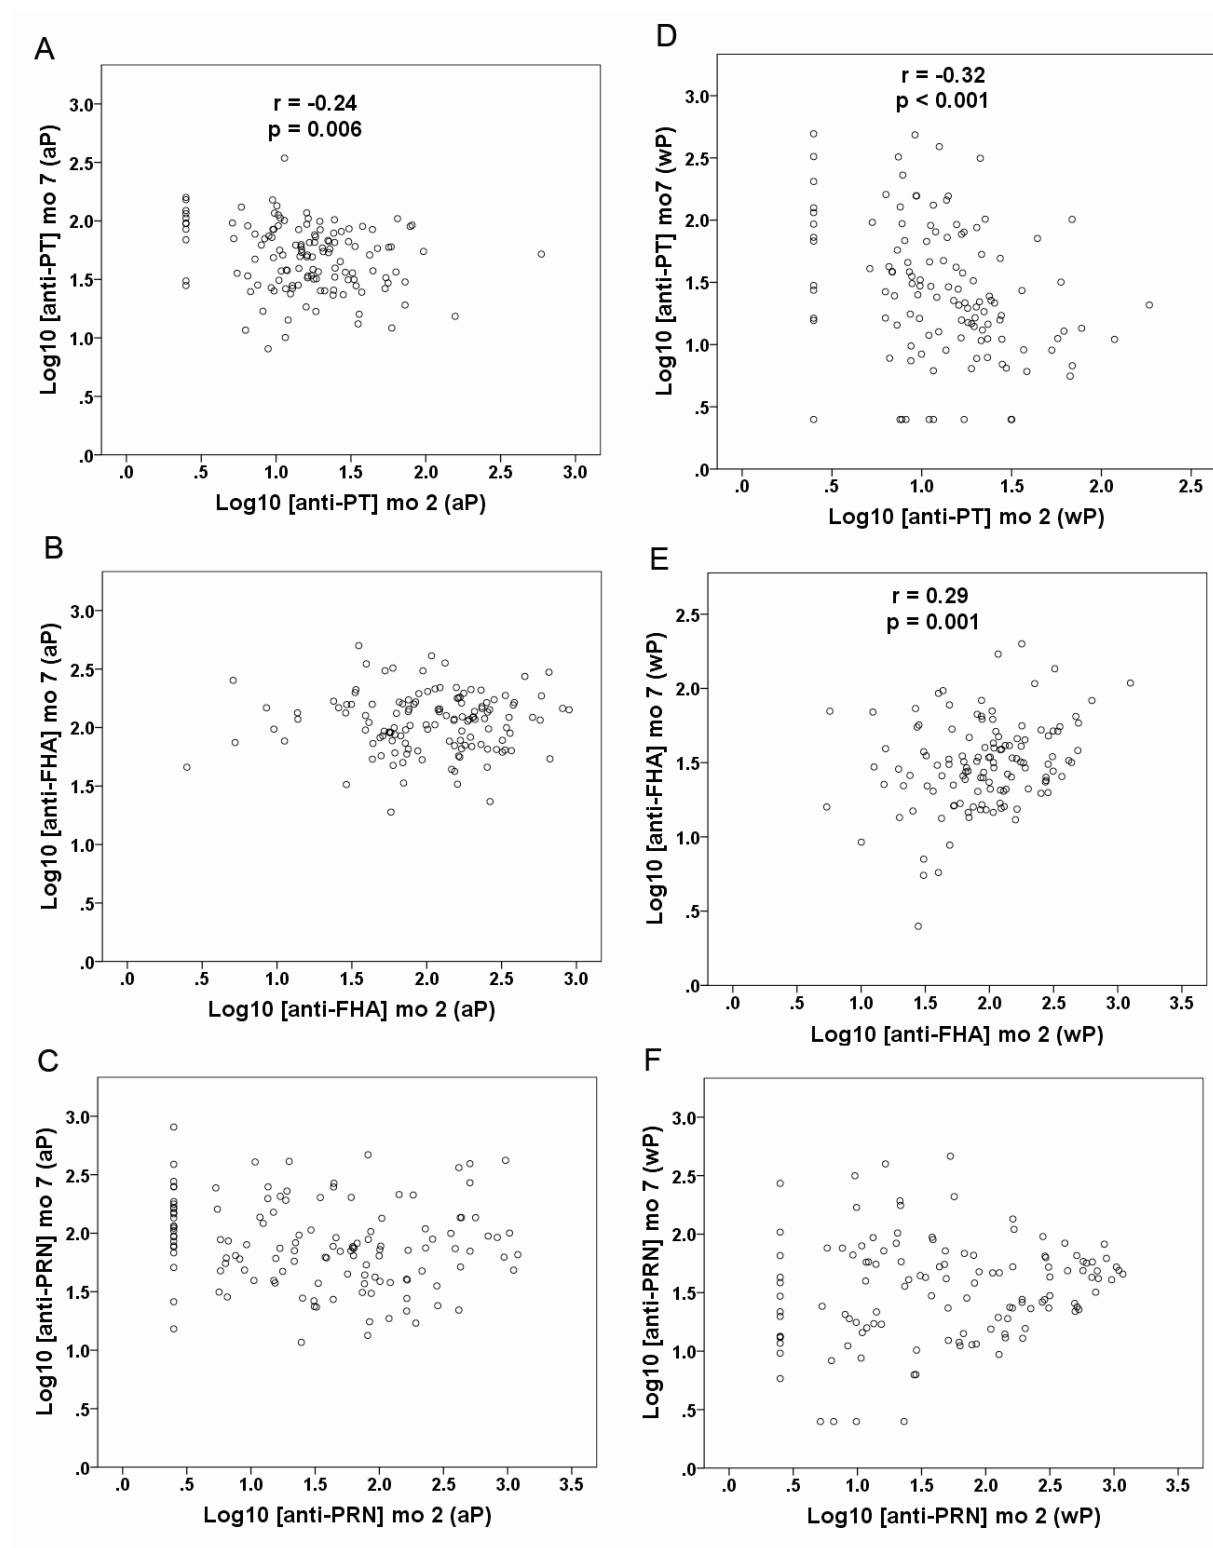 A
r = -0.24
p = 0.006
Log10 [anti-PT] mo 7 (aP)
3.0
2.5
2.0
1.5
1.0
.5
.0
.0 .5 1.0 1.5 2.0 2.5 3.0
Log10 [anti-PT] mo 2 (aP)
D
r = -0.32
p < 0.001
Log10 [anti-PT] mo7 (wP)
3.0
2.5
2.0
1.5
1.0
.5
.0
.0 .5 1.0 1.5 2.0 2.5
Log10 [anti-PT] mo 2 (wP)
B
Log10 [anti-FHA] mo 7 (aP)
3.0
2.5
2.0
1.5
1.0
.5
.0
.0 .5 1.0 1.5 2.0 2.5 3.0
Log10 [anti-FHA] mo 2 (aP)
E
r = 0.29
p = 0.001
Log10 [anti-FHA] mo 7 (wP)
2.5
2.0
1.5
1.0
.5
.0
.0 .5 1.0 1.5 2.0 2.5 3.0 3.5
Log10 [anti-FHA] mo 2 (wP)
C
Log10 [anti-PRN] mo 7 (aP)
3.0
2.5
2.0
1.5
1.0
.5
.0
.0 .5 1.0 1.5 2.0 2.5 3.0 3.5
Log10 [anti-PRN] mo 2 (aP)
F
Log10 [anti-PRN] mo 7 (wP)
3.0
2.5
2.0
1.5
1.0
.5
.0
.0 .5 1.0 1.5 2.0 2.5 3.0 3.5
Log10 [anti-PRN] mo 2 (wP)